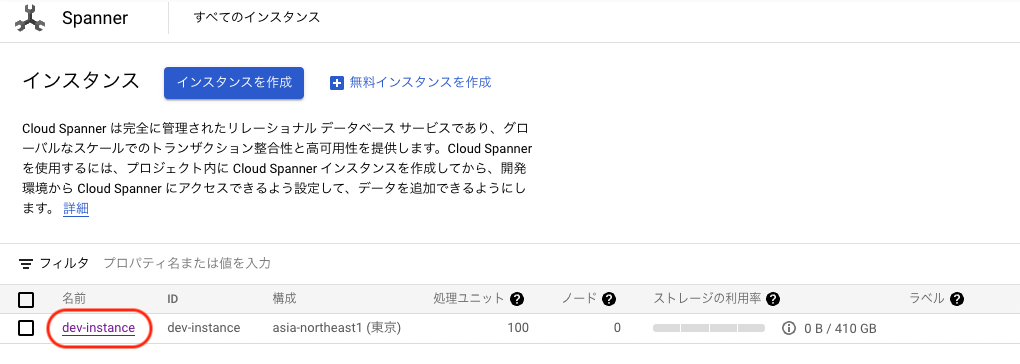 Spanner すべてのインスタンス
インスタンス インスタンスを作成 無料インスタンスを作成
Cloud Spanner は完全に管理されたリレーショナル データベース サービスであり、グロ
ーバルなスケールでのトランザクション整合性と高可用性を提供します。Cloud Spanner
を使用するには、プロジェクト内に Cloud Spanner インスタンスを作成してから、開発
環境から Cloud Spanner にアクセスできるよう設定して、データを追加できるようにし
ます。 詳細
フィルタ プロパティ名または値を入力
名前 ID 構成 処理ユニット ノード ストレージの利用率 ラベル
dev-instance dev-instance asia-northeast1 (東京) 100 0 0 B / 410 GB